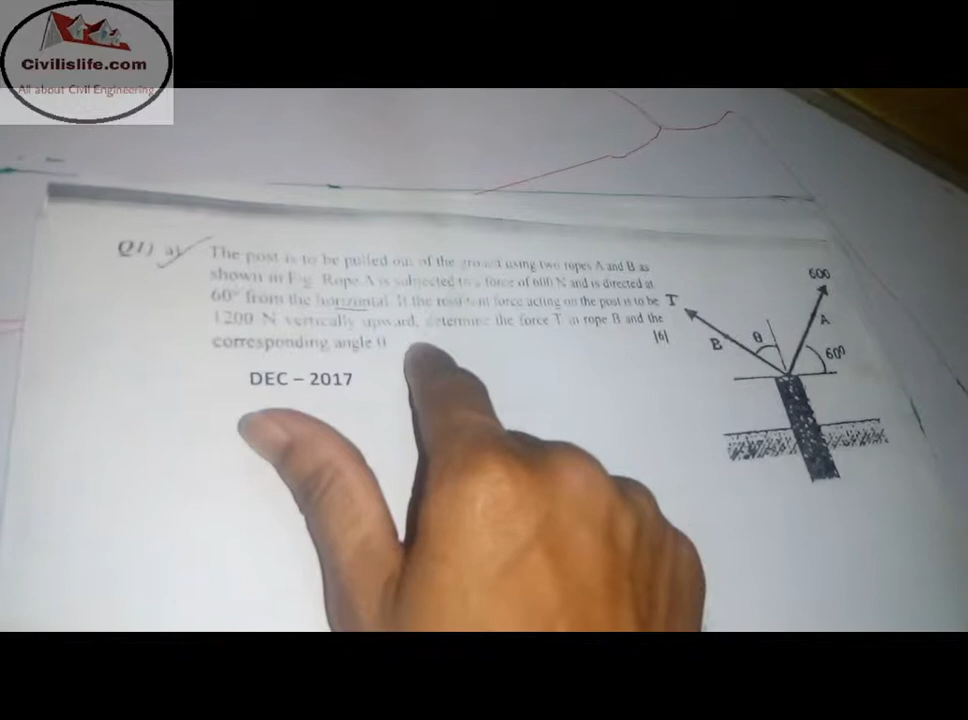 Civilislife.com
All about Civil Engineering
Q1) a) The post is to be pulled out of the ground using two ropes A and B as
shown in Fig. Rope A is subjected to a force of 600 N and is directed at
60° from the horizontal. If the resultant force acting on the post is to be
1200 N vertically upward, determine the force T in rope B and the
corresponding angle θ
[6]
DEC – 2017
600
T
A
B
θ
60⁰